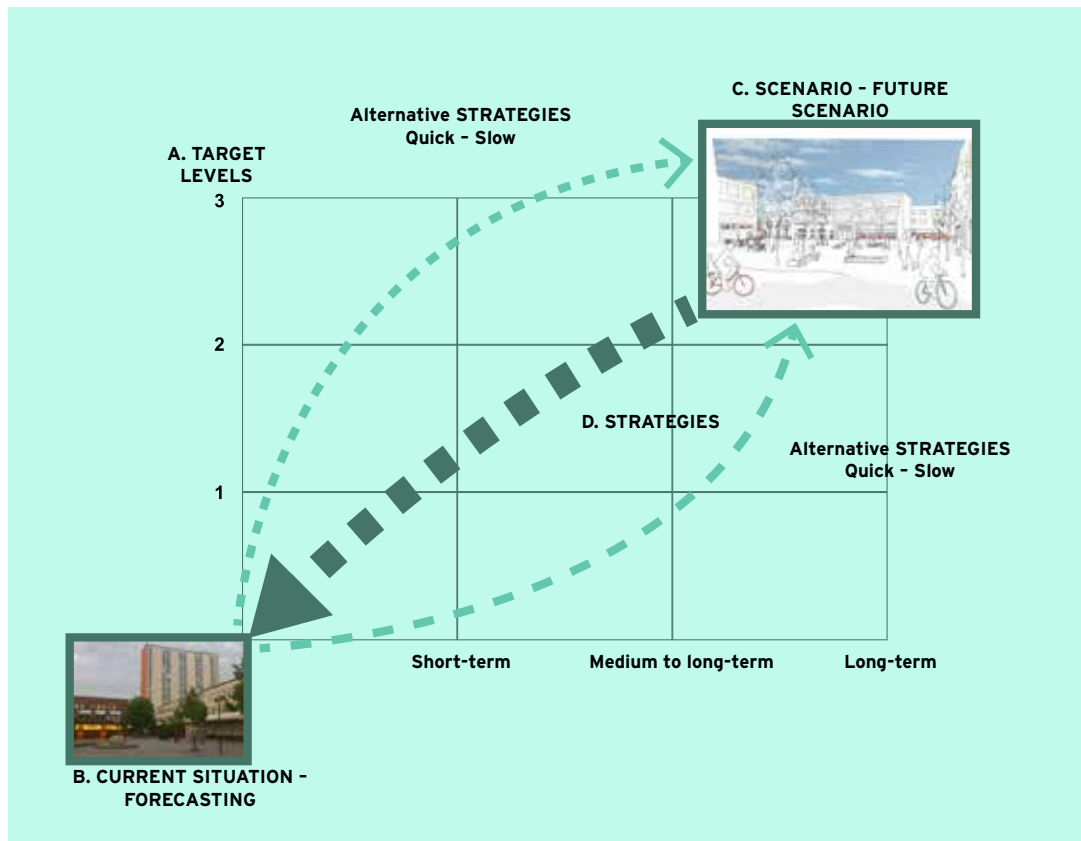 C. SCENARIO – FUTURE
SCENARIO
Alternative STRATEGIES
Quick – Slow
A. TARGET
LEVELS
3
2
D. STRATEGIES
Alternative STRATEGIES
Quick – Slow
1
Short-term
Medium to long-term
Long-term
B. CURRENT SITUATION –
FORECASTING